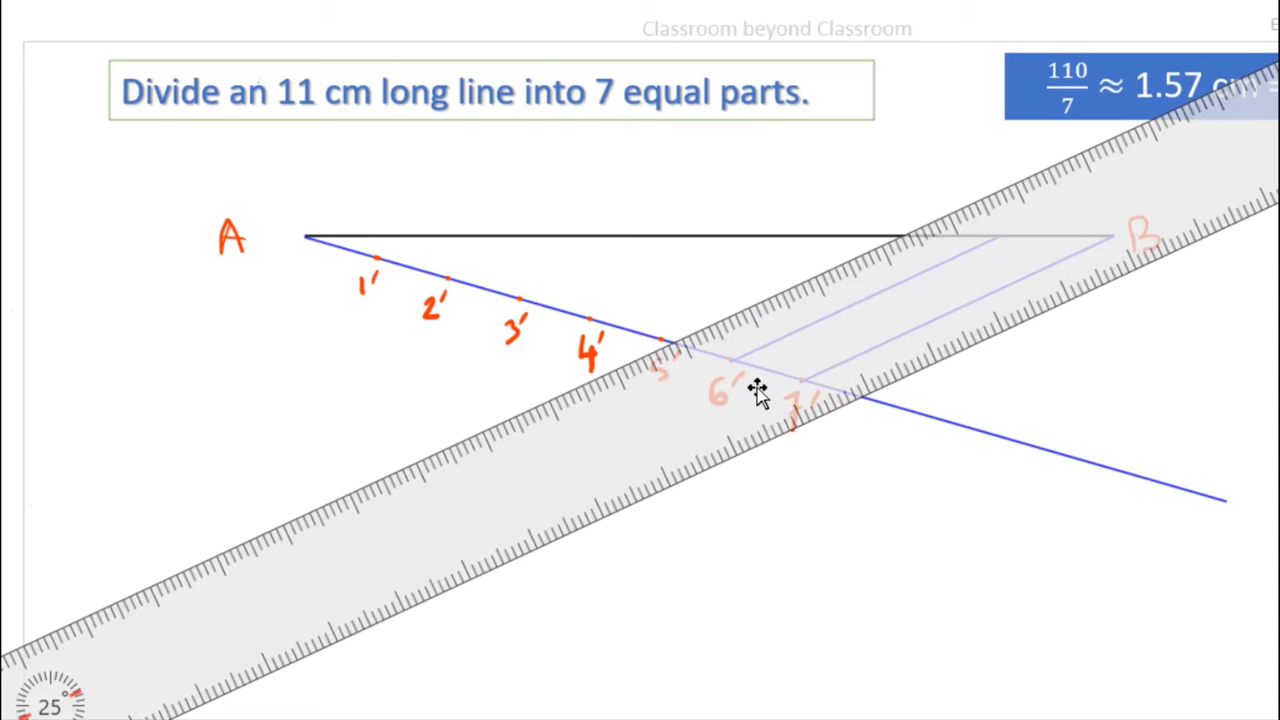 Classroom beyond Classroom
E
Divide an 11 cm long line into 7 equal parts.
110/7 ≈ 1.57 cm =
A
B
1′
2′
3′
4′
5′
6′
7′
25°